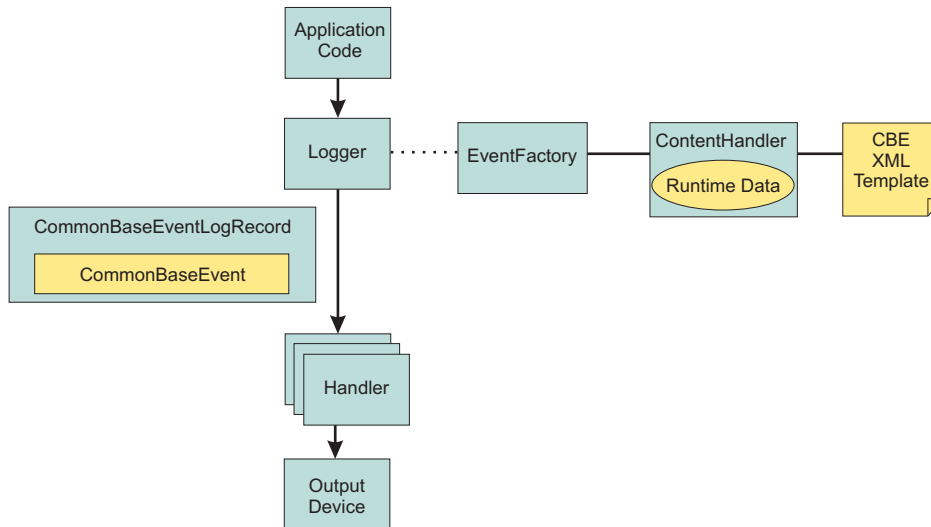 Application
Code
Logger
EventFactory
ContentHandler
Runtime Data
CBE
XML
Template
CommonBaseEventLogRecord
CommonBaseEvent
Handler
Output
Device